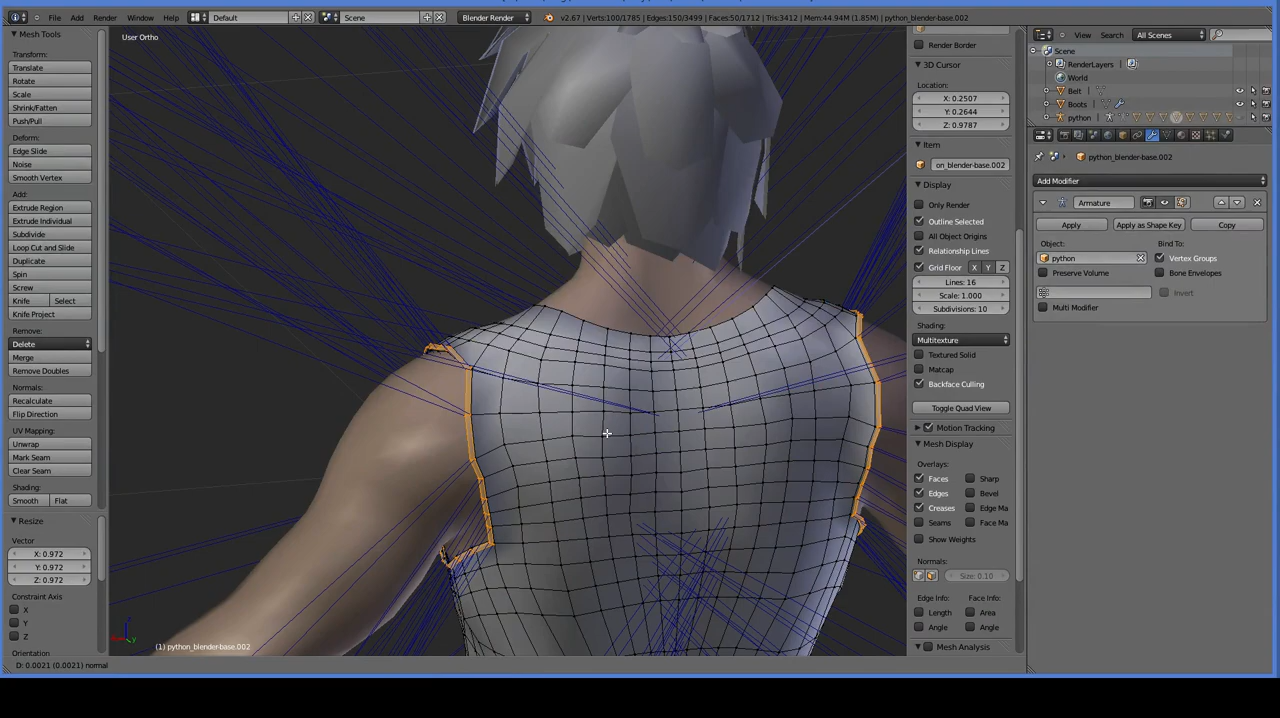 File Add Render Window Help Default Scene Blender Render v2.67 | Verts:100/1785 | Edges:150/3499 | Faces:50/1712 | Tris:3412 | Mem:44.94M (1.85M) | python_blender-base.002
Mesh Tools
Transform:
Translate
Rotate
Scale
Shrink/Fatten
Push/Pull
Deform:
Edge Slide
Noise
Smooth Vertex
Add:
Extrude Region
Extrude Individual
Subdivide
Loop Cut and Slide
Duplicate
Spin
Screw
Knife Select
Knife Project
Remove:
Delete
Merge
Remove Doubles
Normals:
Recalculate
Flip Direction
UV Mapping:
Unwrap
Mark Seam
Clear Seam
Shading:
Smooth Flat
Resize
Vector
X: 0.972
Y: 0.972
Z: 0.972
Constraint Axis
X
Y
Z
Orientation
User Ortho
(1) python_blender-base.002
D: 0.0021 (0.0021) normal
Render Border
3D Cursor
Location:
X: 0.2507
Y: 0.2644
Z: 0.9787
Item
on_blender-base.002
Display
Only Render
Outline Selected
All Object Origins
Relationship Lines
Grid Floor X Y Z
Lines: 16
Scale: 1.000
Subdivisions: 10
Shading:
Multitexture
Textured Solid
Matcap
Backface Culling
Toggle Quad View
Motion Tracking
Mesh Display
Overlays:
Faces Sharp
Edges Bevel
Creases Edge Ma
Seams Face Ma
Show Weights
Normals:
Size: 0.10
Edge Info: Face Info:
Length Area
Angle Angle
Mesh Analysis
View Search All Scenes
Scene
RenderLayers
World
Belt
Boots
python
python_blender-base.002
Add Modifier
Armature
Apply Apply as Shape Key Copy
Object: Bind To:
python Vertex Groups
Preserve Volume Bone Envelopes
Invert
Multi Modifier